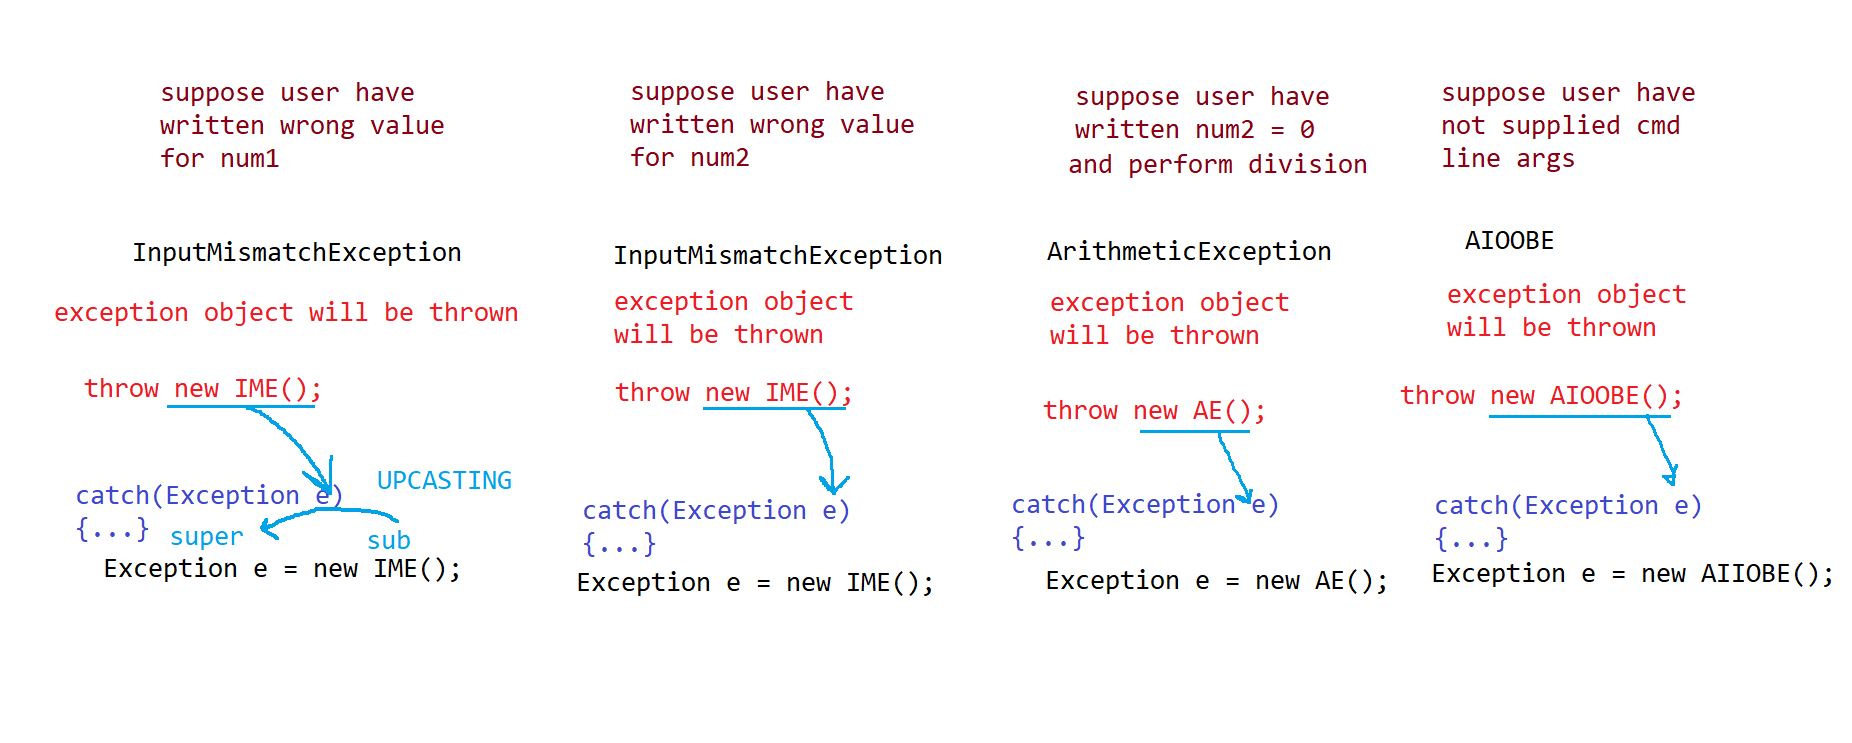 suppose user have
written wrong value
for num1
InputMismatchException
exception object will be thrown
throw new IME();
UPCASTING
catch(Exception e)
{...}
super
sub
Exception e = new IME();
suppose user have
written wrong value
for num2
InputMismatchException
exception object
will be thrown
throw new IME();
catch(Exception e)
{...}
Exception e = new IME();
suppose user have
written num2 = 0
and perform division
ArithmeticException
exception object
will be thrown
throw new AE();
catch(Exception e)
{...}
Exception e = new AE();
suppose user have
not supplied cmd
line args
AIOOBE
exception object
will be thrown
throw new AIOOBE();
catch(Exception e)
{...}
Exception e = new AIIOBE();